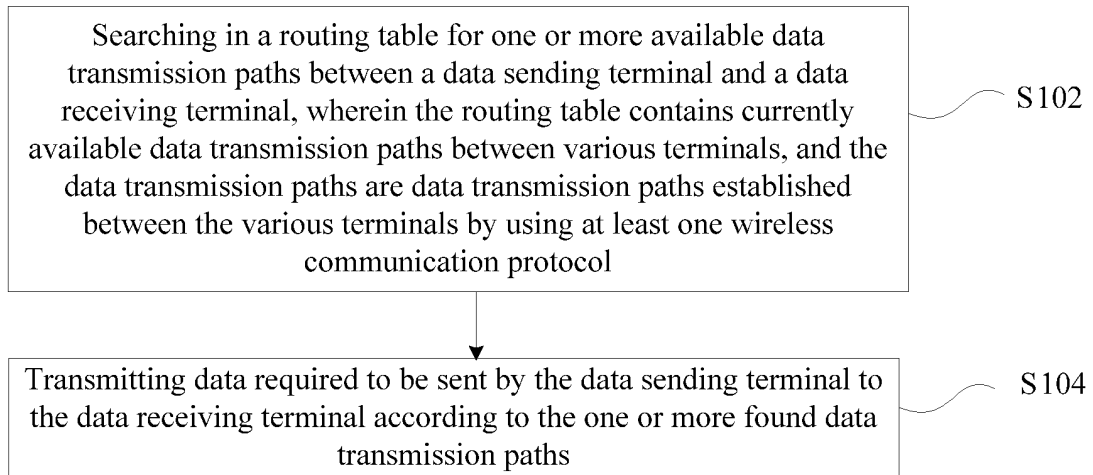 Searching in a routing table for one or more available data
transmission paths between a data sending terminal and a data
receiving terminal, wherein the routing table contains currently
available data transmission paths between various terminals, and the
data transmission paths are data transmission paths established
between the various terminals by using at least one wireless
communication protocol
S102
Transmitting data required to be sent by the data sending terminal to
the data receiving terminal according to the one or more found data
transmission paths
S104